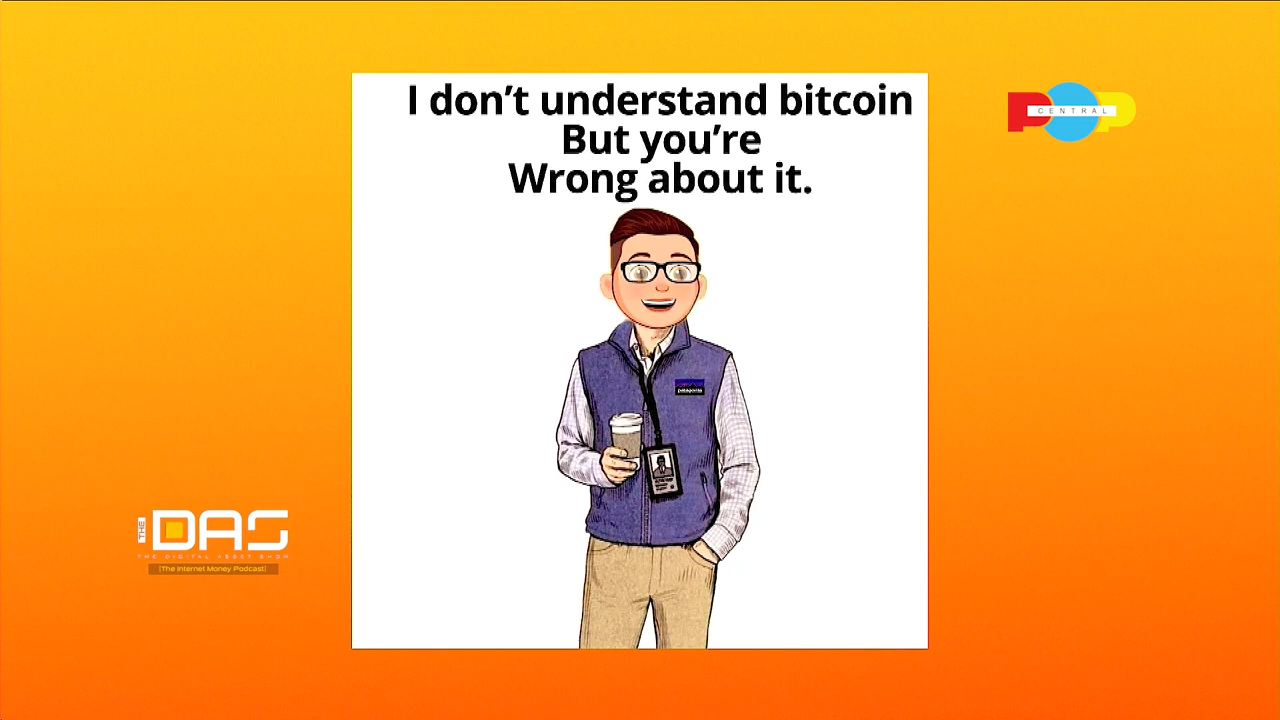 I don't understand bitcoin
But you're
Wrong about it.
POP
CENTRAL
patagonia
THE DAS
THE DIGITAL ASSET SHOW
[The Internet Money Podcast]